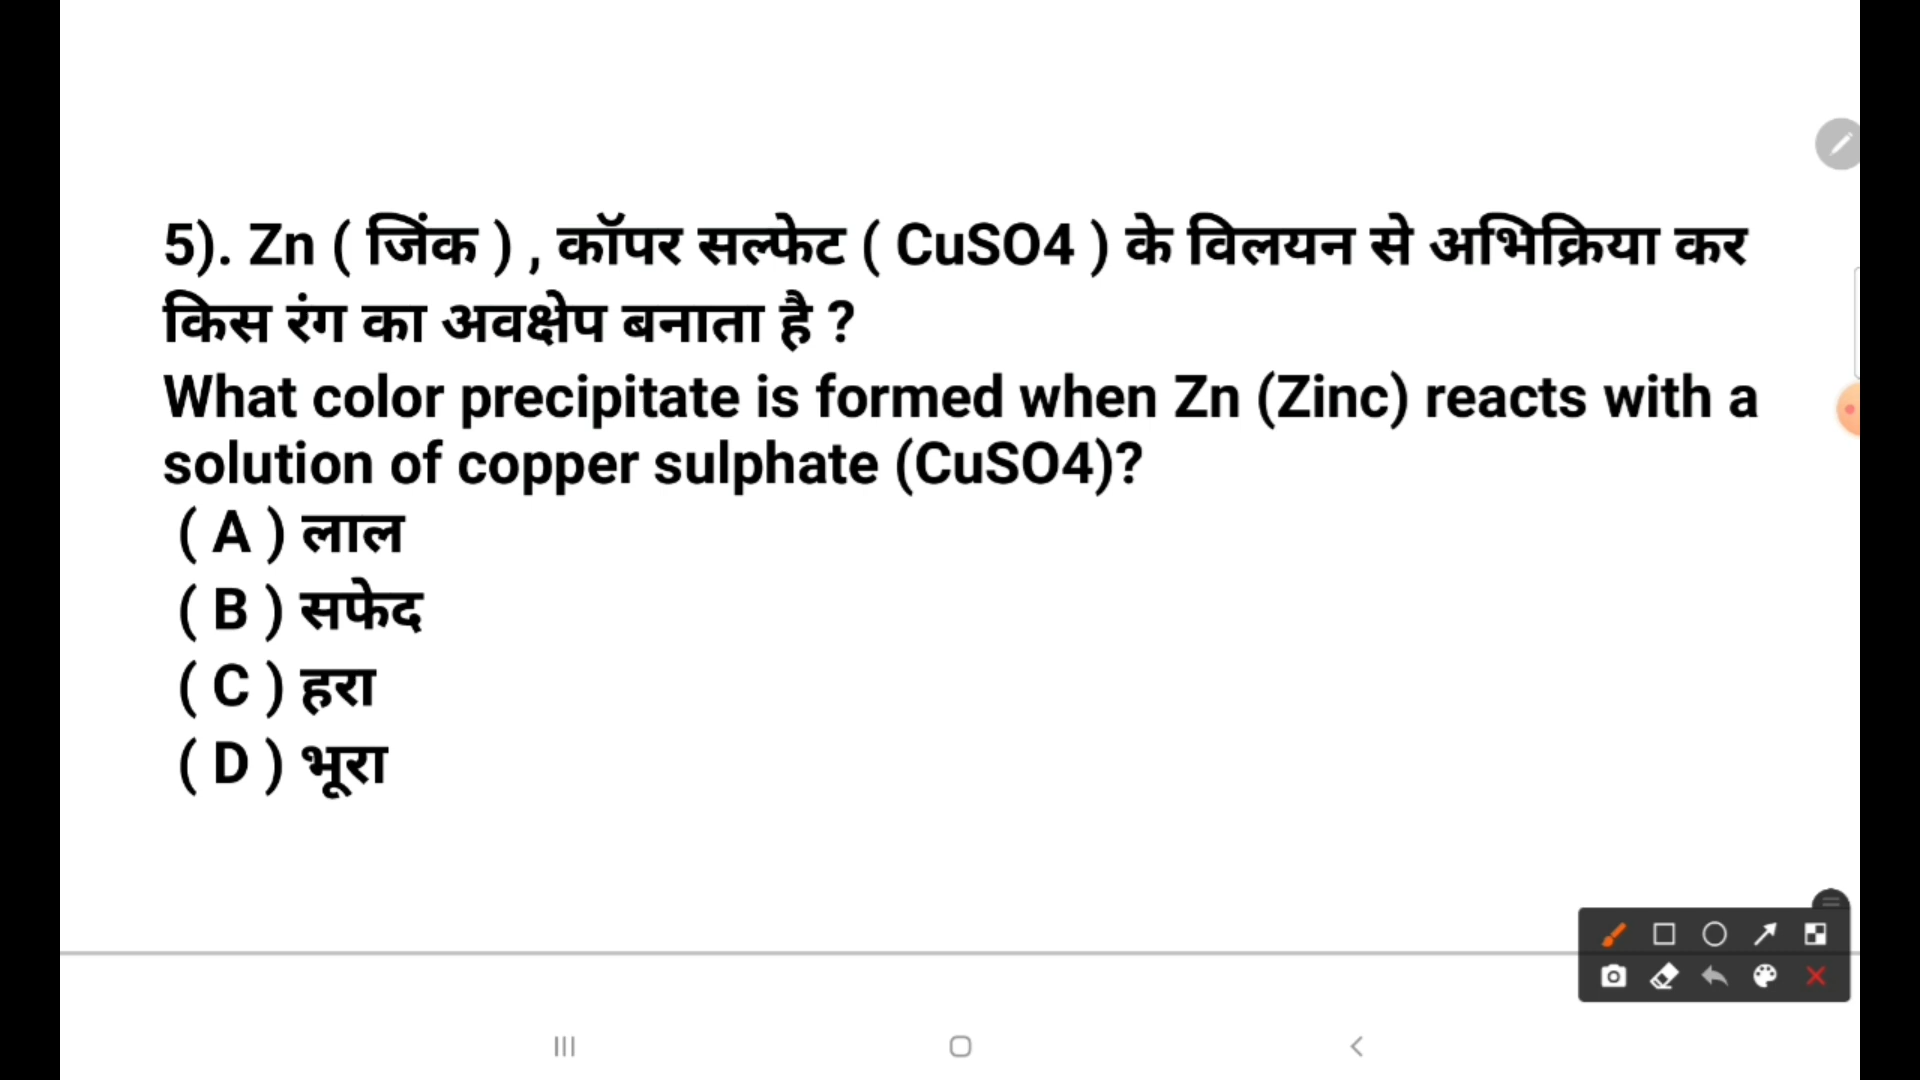 5). Zn ( जिंक ) , कॉपर सल्फेट ( CuSO4 ) के विलयन से अभिक्रिया कर
किस रंग का अवक्षेप बनाता है ?
What color precipitate is formed when Zn (Zinc) reacts with a
solution of copper sulphate (CuSO4)?
( A ) लाल
( B ) सफेद
( C ) हरा
( D ) भूरा